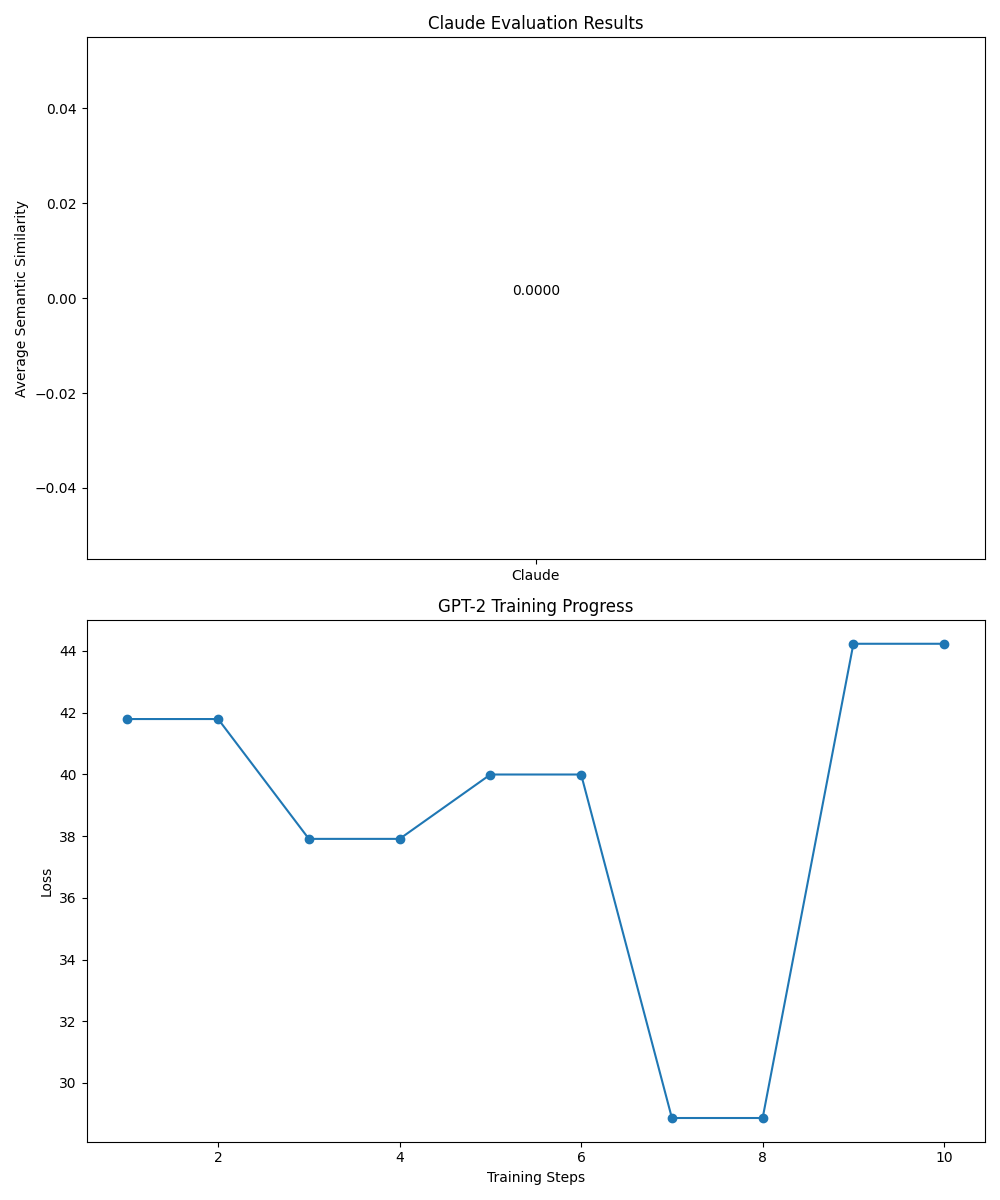 Claude Evaluation Results
Average Semantic Similarity
0.04
0.02
0.00
−0.02
−0.04
0.0000
Claude
GPT-2 Training Progress
Loss
44
42
40
38
36
34
32
30
2 4 6 8 10
Training Steps